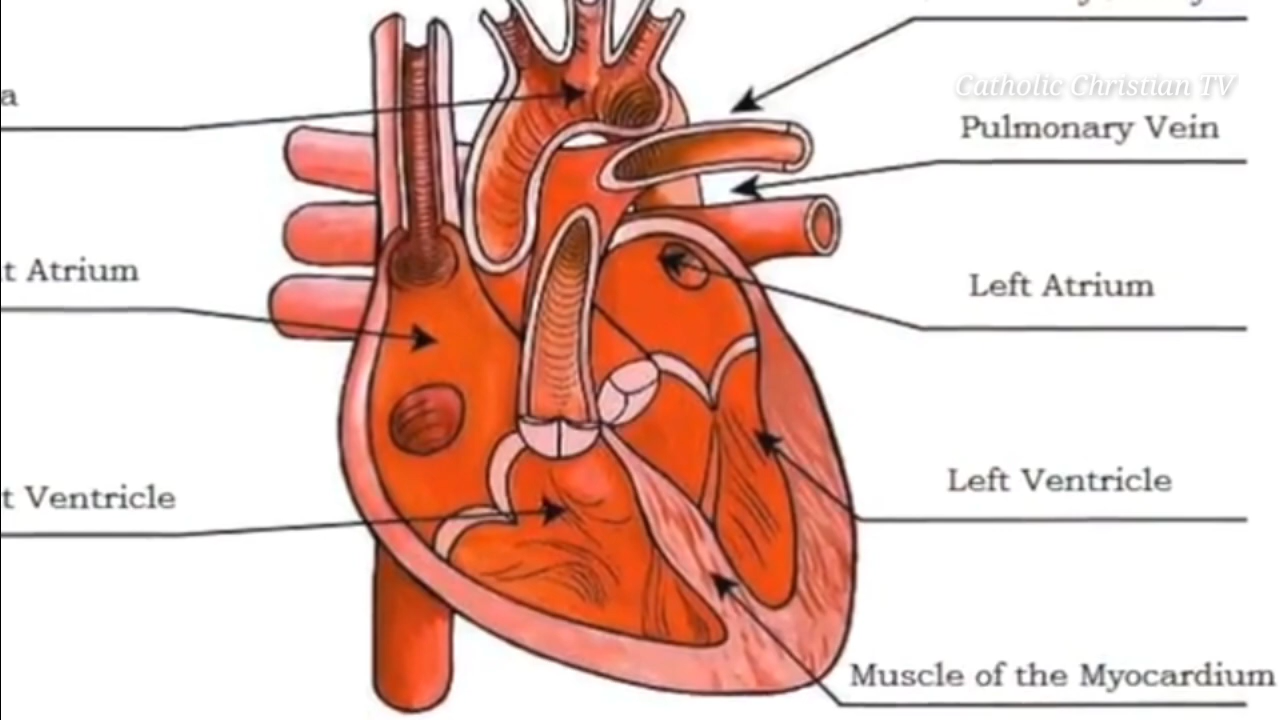 Catholic Christian TV
a
Pulmonary Vein
t Atrium
Left Atrium
t Ventricle
Left Ventricle
Muscle of the Myocardium